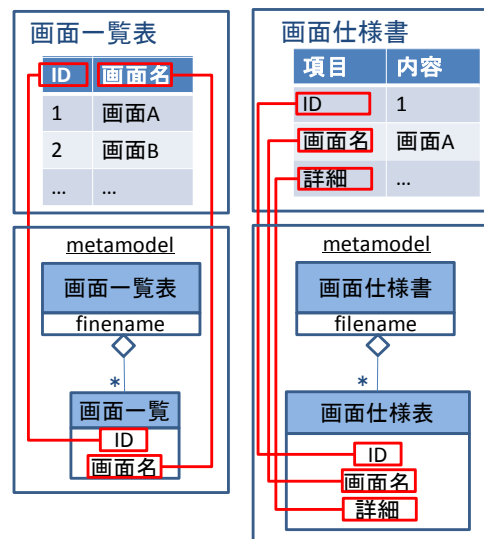 画面一覧表
ID 画面名
1 画面A
2 画面B
... ...
metamodel
画面一覧表
finename
*
画面一覧
ID
画面名
画面仕様書
項目 内容
ID 1
画面名 画面A
詳細 ...
metamodel
画面仕様書
filename
*
画面仕様表
ID
画面名
詳細